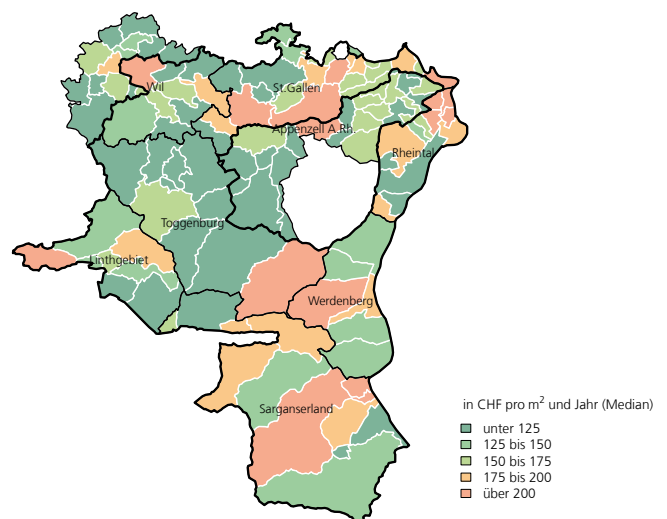 Wil
St.Gallen
Appenzell A.Rh.
Rheintal
Toggenburg
Linthgebiet
Werdenberg
Sarganserland
in CHF pro m² und Jahr (Median)
unter 125
125 bis 150
150 bis 175
175 bis 200
über 200